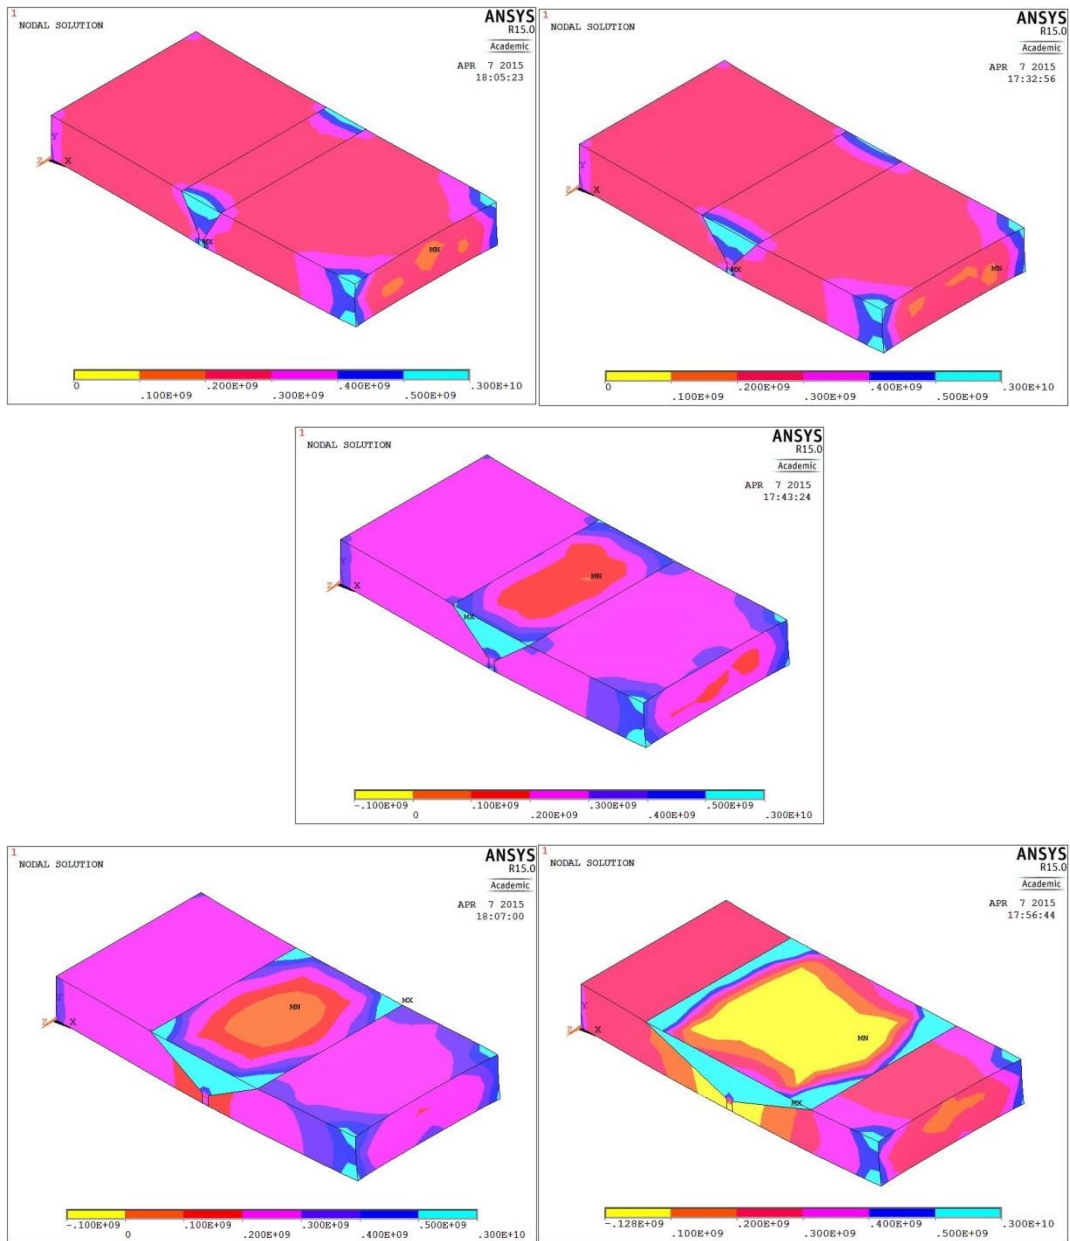 1
NODAL SOLUTION
ANSYS
R15.0
Academic
APR 7 2015
18:05:23
Y
Z X
MX
MN
0 .200E+09 .400E+09 .300E+10
.100E+09 .300E+09 .500E+09
1
NODAL SOLUTION
ANSYS
R15.0
Academic
APR 7 2015
17:32:56
Y
Z X
MX
MN
0 .200E+09 .400E+09 .300E+10
.100E+09 .300E+09 .500E+09
1
NODAL SOLUTION
ANSYS
R15.0
Academic
APR 7 2015
17:43:24
Y
Z X
MN
MX
-.100E+09 .100E+09 .300E+09 .500E+09
0 .200E+09 .400E+09 .300E+10
1
NODAL SOLUTION
ANSYS
R15.0
Academic
APR 7 2015
18:07:00
Y
Z X
MX
MN
-.100E+09 .100E+09 .300E+09 .500E+09
0 .200E+09 .400E+09 .300E+10
1
NODAL SOLUTION
ANSYS
R15.0
Academic
APR 7 2015
17:56:44
Y
Z X
MN
MX
-.128E+09 .200E+09 .400E+09 .300E+10
.100E+09 .300E+09 .500E+09